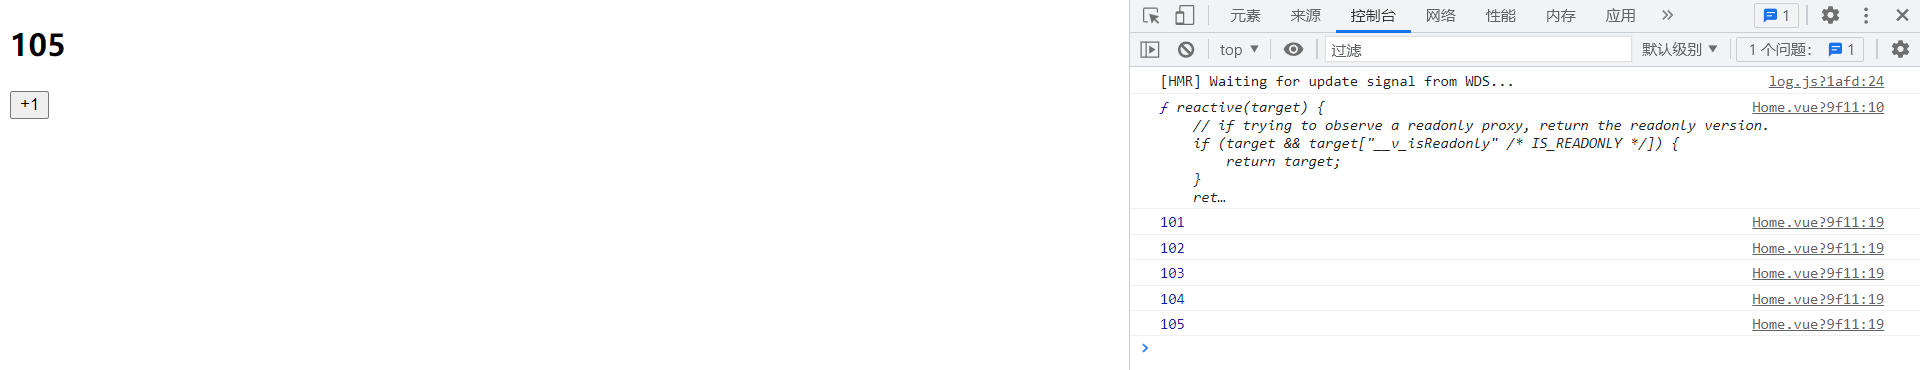 105
+1
元素 来源 控制台 网络 性能 内存 应用 1
top 过滤 默认级别 1 个问题: 1
[HMR] Waiting for update signal from WDS... log.js?1afd:24
ƒ reactive(target) { Home.vue?9f11:10
// if trying to observe a readonly proxy, return the readonly version.
if (target && target["__v_isReadonly" /* IS_READONLY */]) {
return target;
}
ret…
101 Home.vue?9f11:19
102 Home.vue?9f11:19
103 Home.vue?9f11:19
104 Home.vue?9f11:19
105 Home.vue?9f11:19